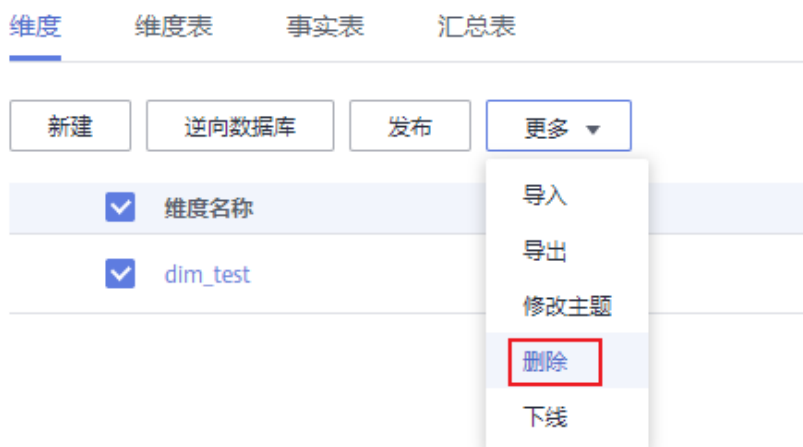 维度 维度表 事实表 汇总表
新建 逆向数据库 发布 更多
导入
维度名称
导出
dim_test
修改主题
删除
下线